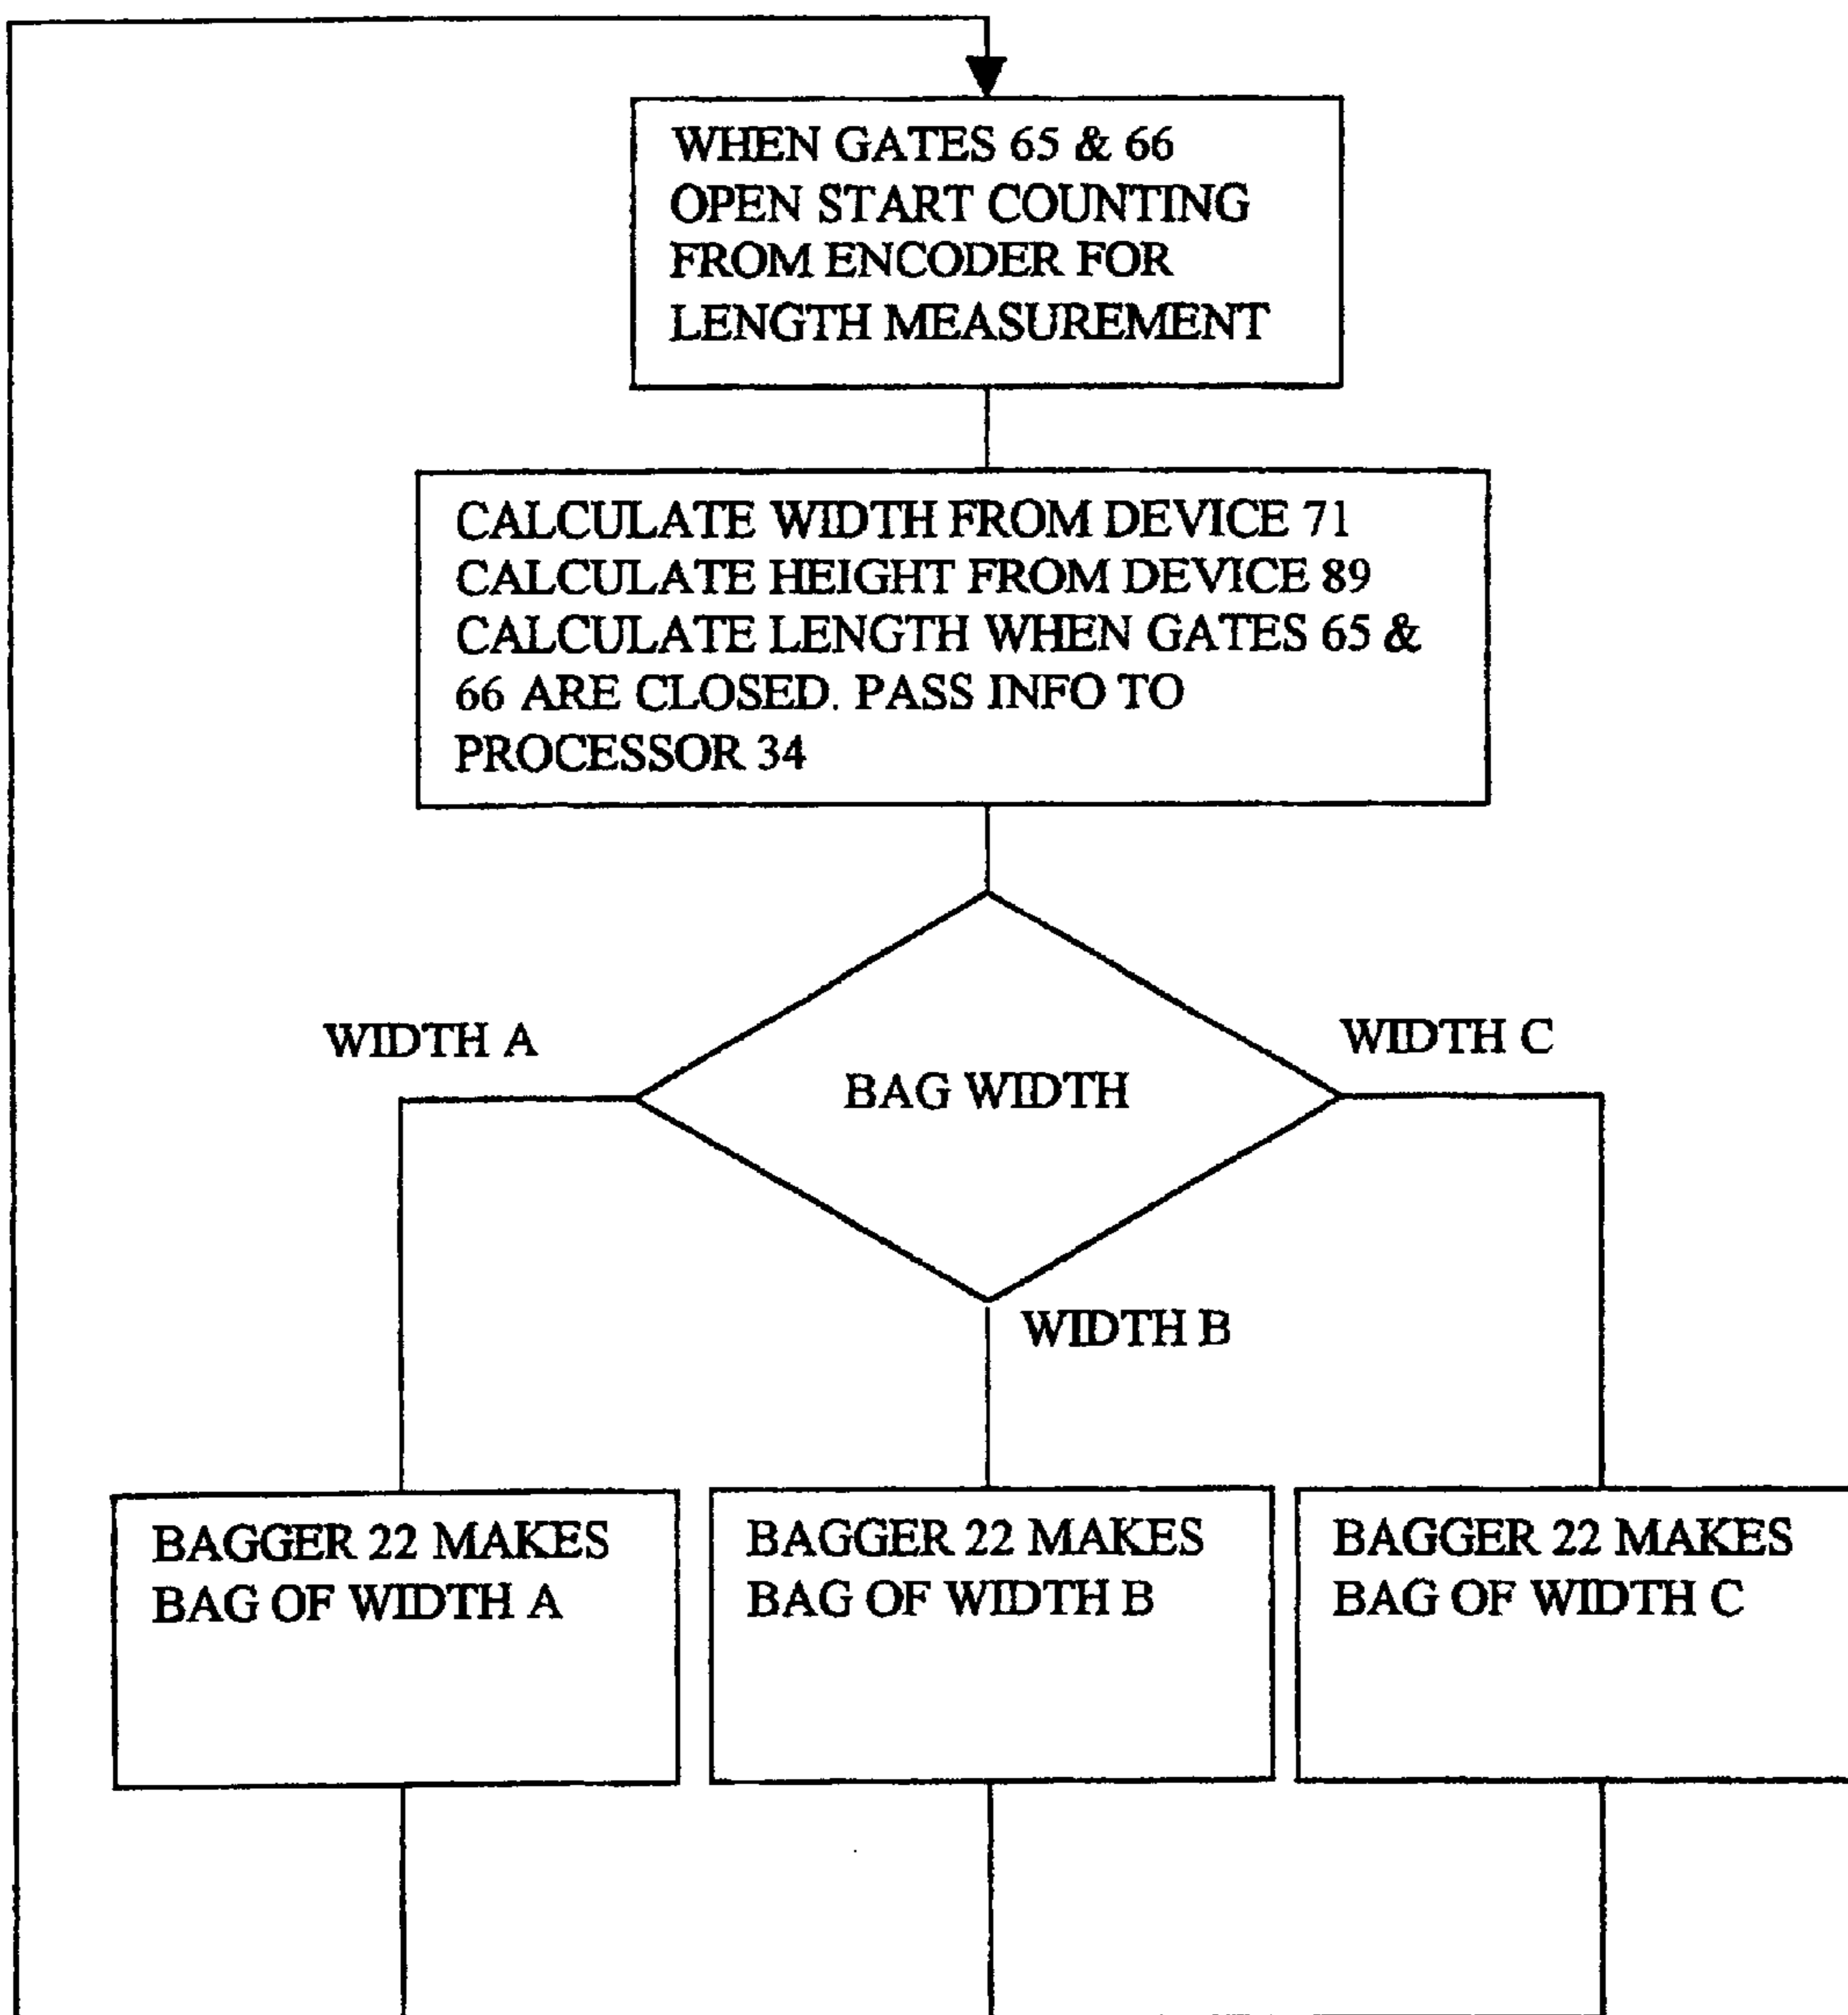 WHEN GATES 65 & 66
OPEN START COUNTING
FROM ENCODER FOR
LENGTH MEASUREMENT
CALCULATE WIDTH FROM DEVICE 71
CALCULATE HEIGHT FROM DEVICE 89
CALCULATE LENGTH WHEN GATES 65 &
66 ARE CLOSED. PASS INFO TO
PROCESSOR 34
WIDTH A
WIDTH C
BAG WIDTH
WIDTH B
BAGGER 22 MAKES
BAG OF WIDTH A
BAGGER 22 MAKES
BAG OF WIDTH B
BAGGER 22 MAKES
BAG OF WIDTH C